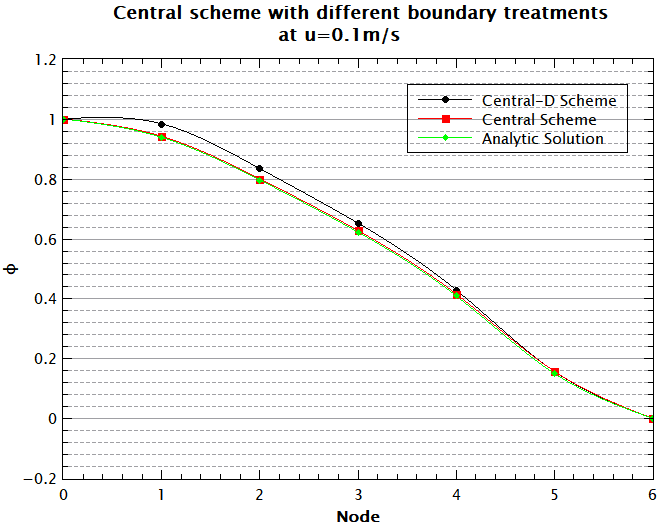 Central scheme with different boundary treatments
at u=0.1m/s
1.2
1
0.8
0.6
0.4
0.2
0
−0.2
ϕ
Central-D Scheme
Central Scheme
Analytic Solution
0 1 2 3 4 5 6
Node